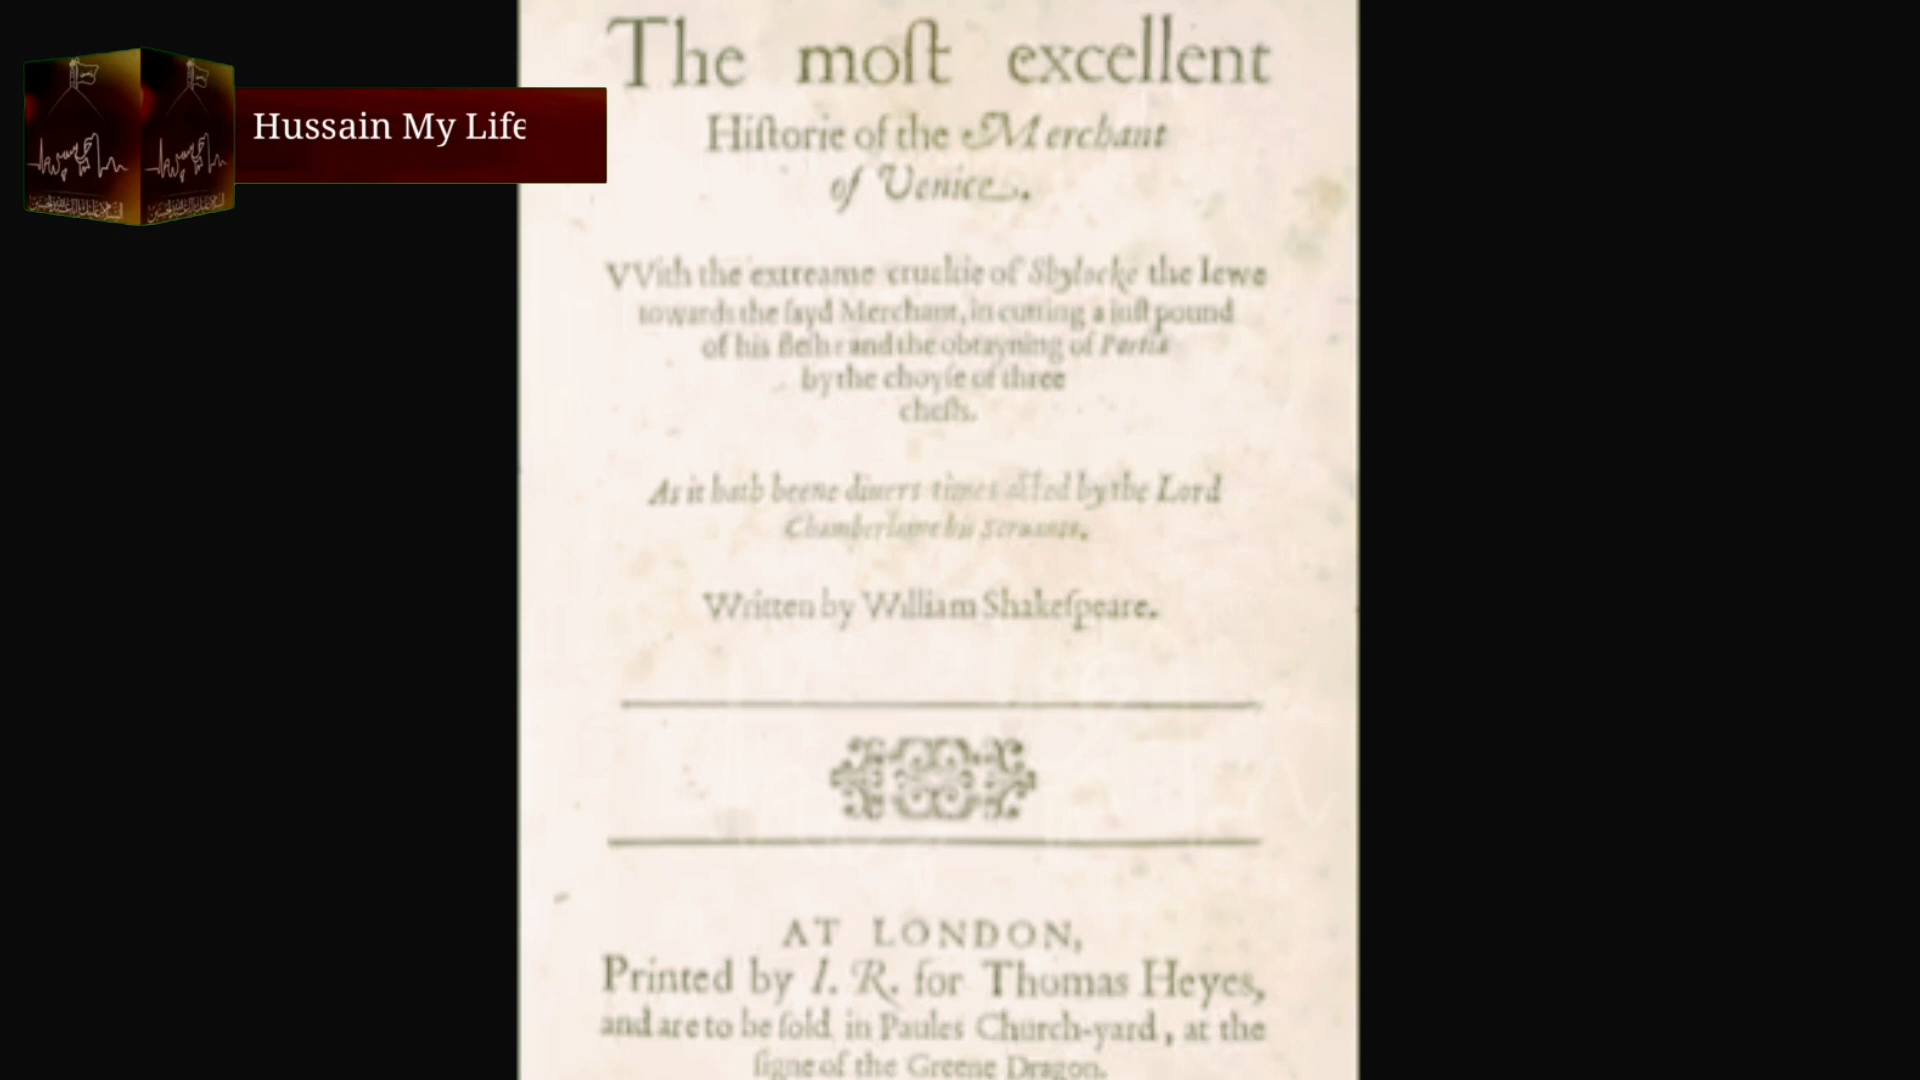 Hussain My Life
The moſt excellent
Hiſtorie of the Merchant
of Venice.
VVith the extreame crueltie of Shylocke the Iewe
towards the ſayd Merchant, in cutting a iuſt pound
of his fleſh: and the obtayning of Portia
by the choyſe of three
cheſts.
As it hath beene diuers times acted by the Lord
Chamberlaine his Seruants.
Written by William Shakeſpeare.
AT LONDON,
Printed by I. R. for Thomas Heyes,
and are to be ſold in Paules Church-yard, at the
ſigne of the Greene Dragon.